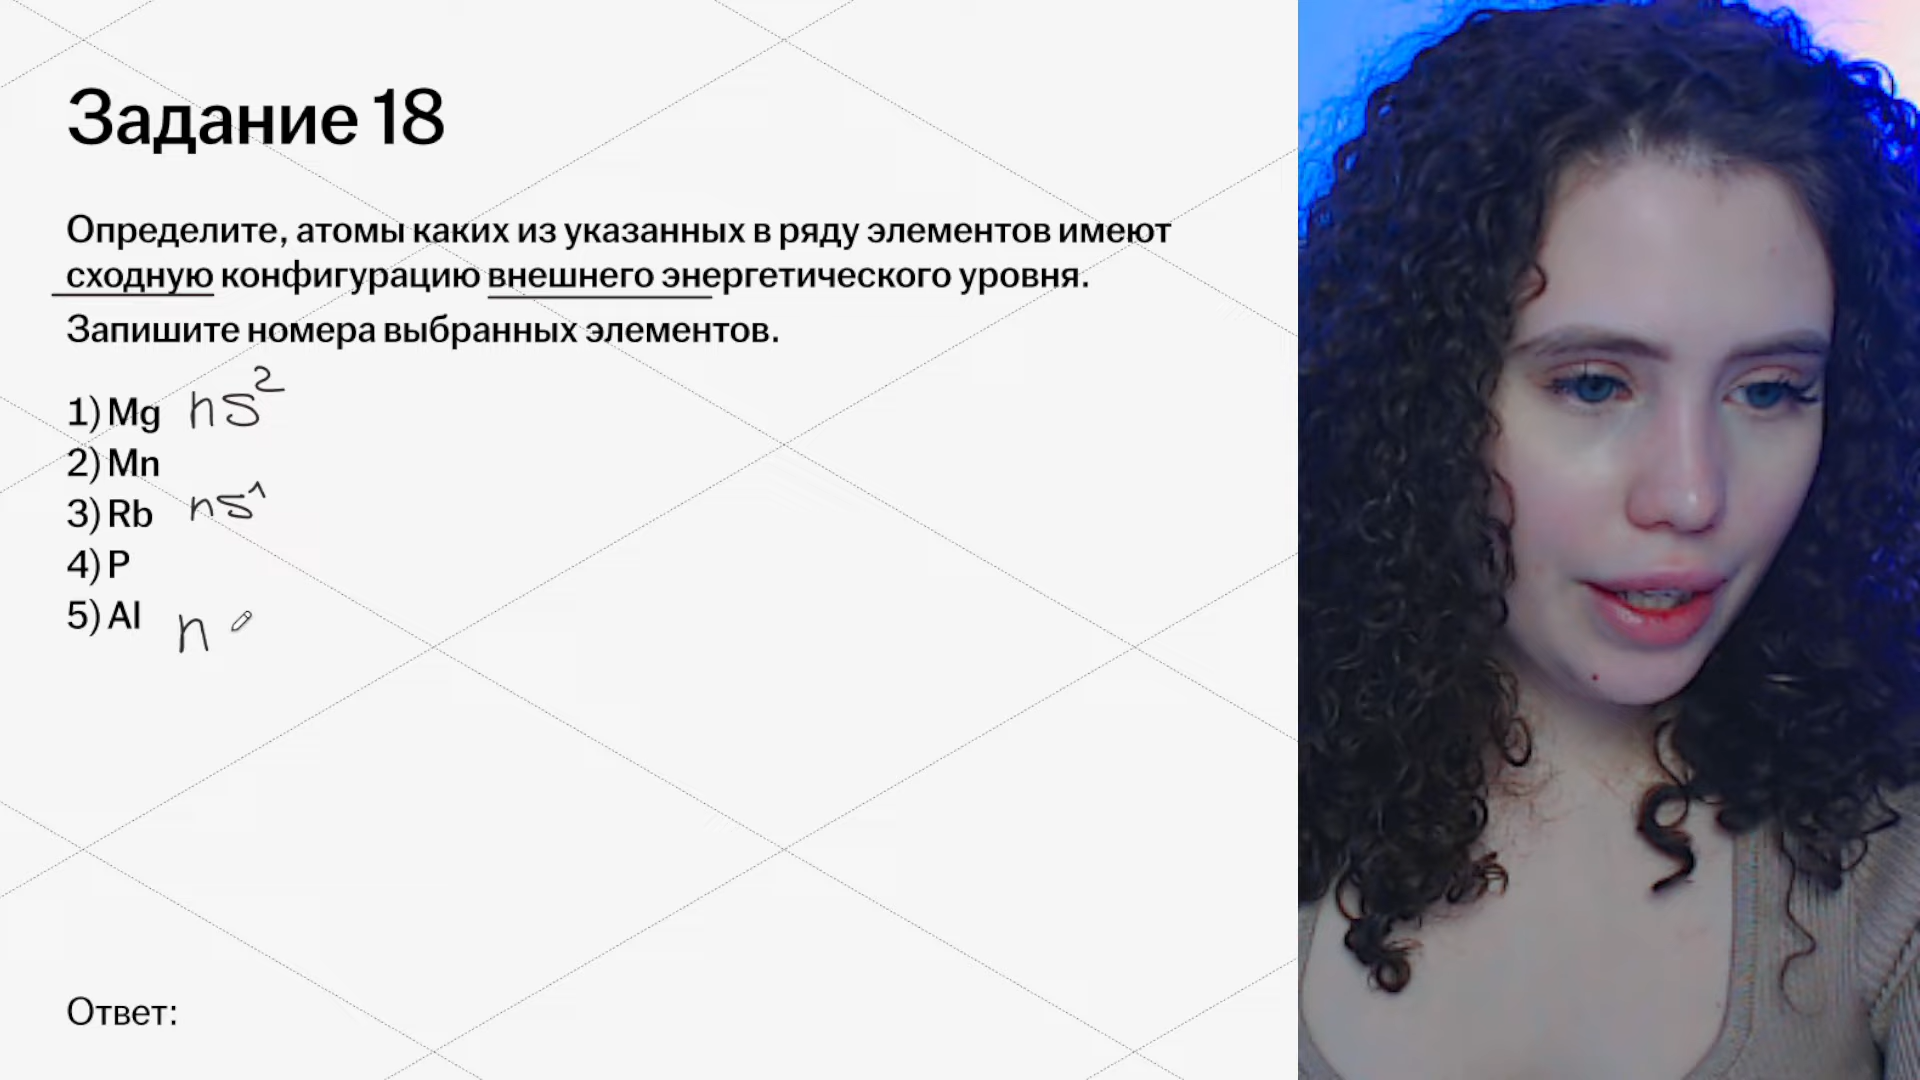 Задание 18
Определите, атомы каких из указанных в ряду элементов имеют
сходную конфигурацию внешнего энергетического уровня.
Запишите номера выбранных элементов.
1) Mg ns²
2) Mn
3) Rb ns¹
4) P
5) Al n
Ответ: